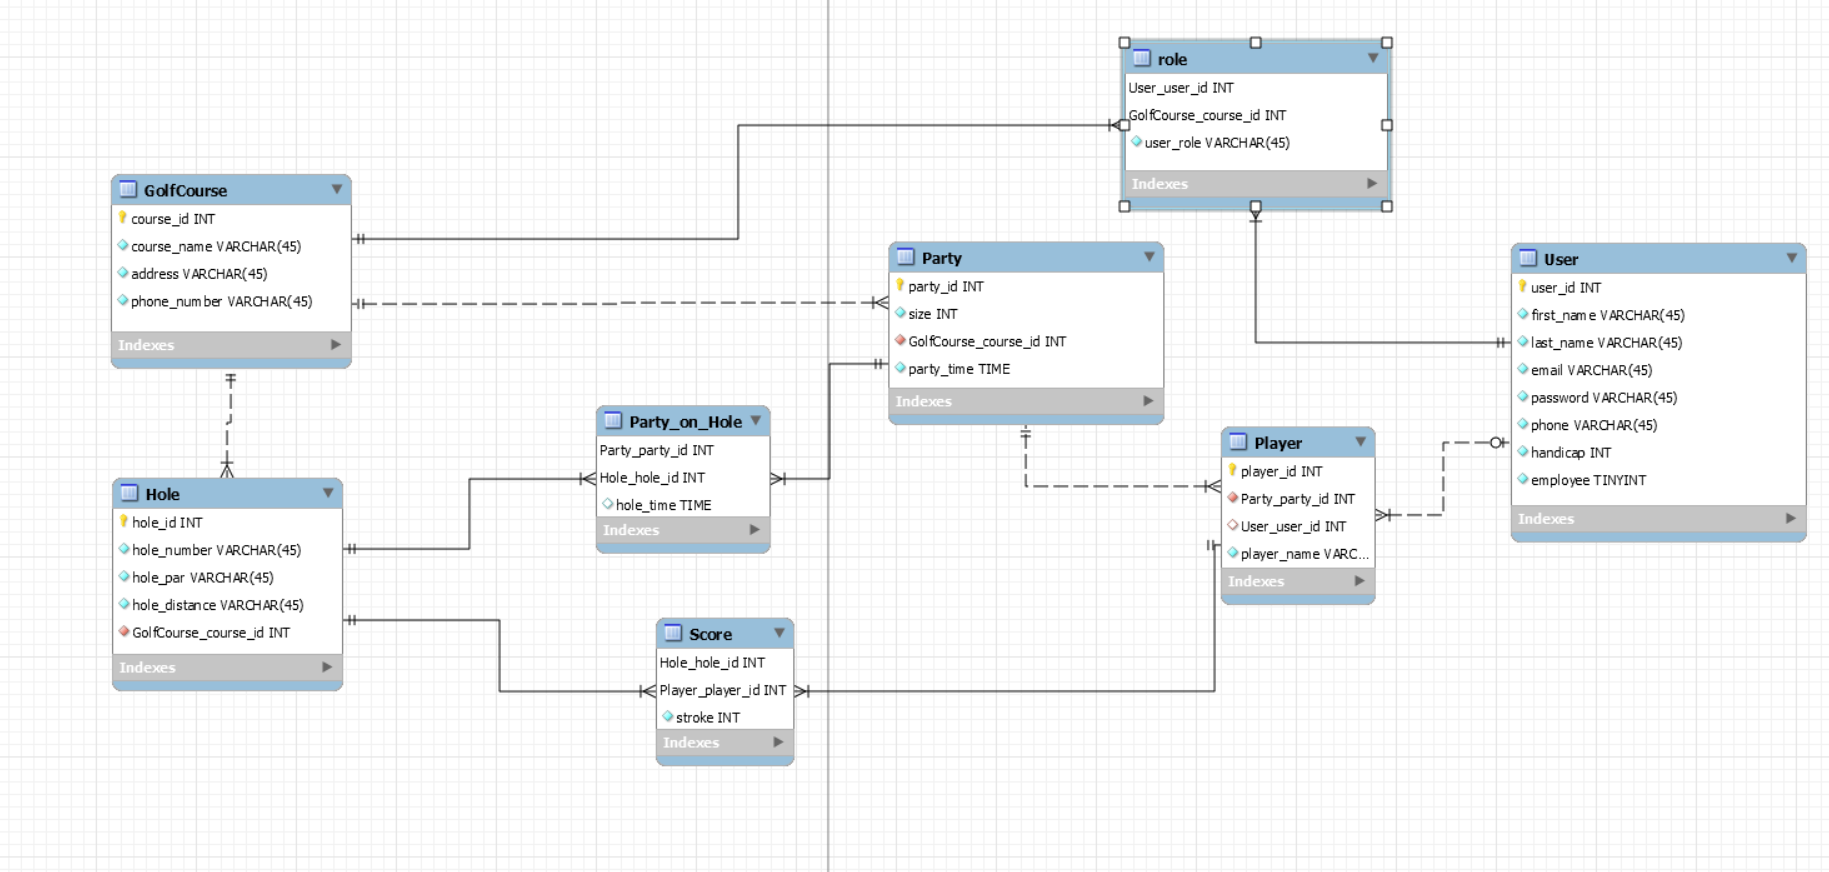 role
User_user_id INT
GolfCourse_course_id INT
user_role VARCHAR(45)
Indexes
GolfCourse
course_id INT
course_name VARCHAR(45)
address VARCHAR(45)
phone_number VARCHAR(45)
Indexes
Party
party_id INT
size INT
GolfCourse_course_id INT
party_time TIME
Indexes
User
user_id INT
first_name VARCHAR(45)
last_name VARCHAR(45)
email VARCHAR(45)
password VARCHAR(45)
phone VARCHAR(45)
handicap INT
employee TINYINT
Indexes
Party_on_Hole
Party_party_id INT
Hole_hole_id INT
hole_time TIME
Indexes
Player
player_id INT
Party_party_id INT
User_user_id INT
player_name VARC...
Indexes
Hole
hole_id INT
hole_number VARCHAR(45)
hole_par VARCHAR(45)
hole_distance VARCHAR(45)
GolfCourse_course_id INT
Indexes
Score
Hole_hole_id INT
Player_player_id INT
stroke INT
Indexes